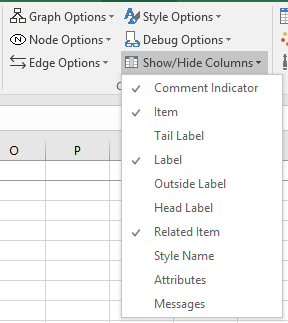 Graph Options Style Options
Node Options Debug Options
Edge Options Show/Hide Columns
Comment Indicator
Item
Tail Label
O P Label
Outside Label
Head Label
Related Item
Style Name
Attributes
Messages